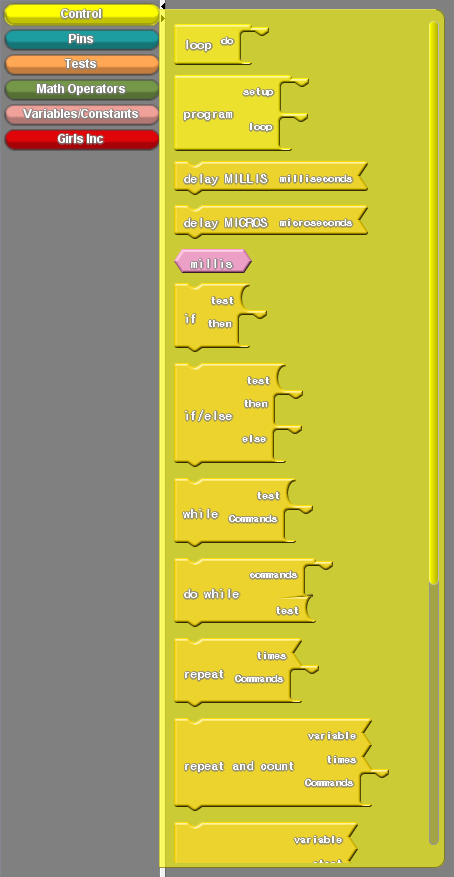 Control
Pins
Tests
Math Operators
Variables/Constants
Girls Inc
loop do
setup
program
loop
delay MILLIS milliseconds
delay MICROS microseconds
millis
test
if
then
test
then
if/else
else
test
while Commands
commands
do while
test
times
repeat Commands
variable
times
repeat and count
Commands
variable